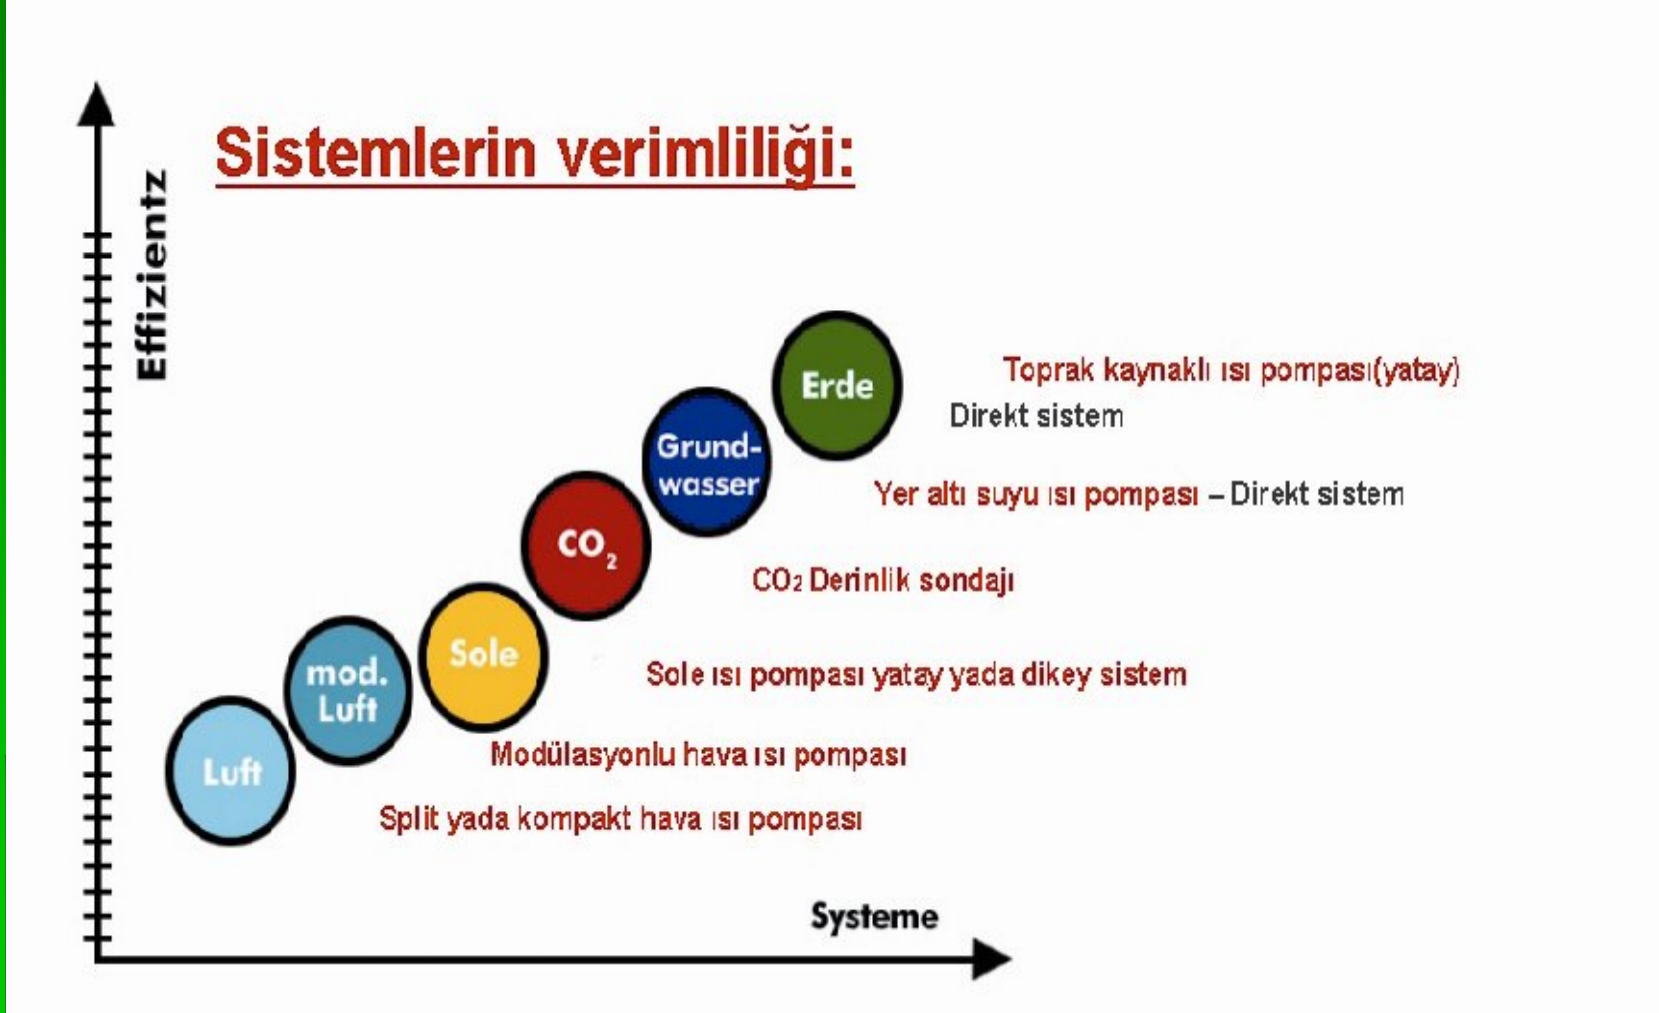 Sistemlerin verimliliği:
Effizientz
Erde
Toprak kaynaklı ısı pompası(yatay)
Direkt sistem
Grund-
wasser
Yer altı suyu ısı pompası – Direkt sistem
CO₂
CO₂ Derinlik sondajı
Sole
Sole ısı pompası yatay yada dikey sistem
mod.
Luft
Modülasyonlu hava ısı pompası
Luft
Split yada kompakt hava ısı pompası
Systeme